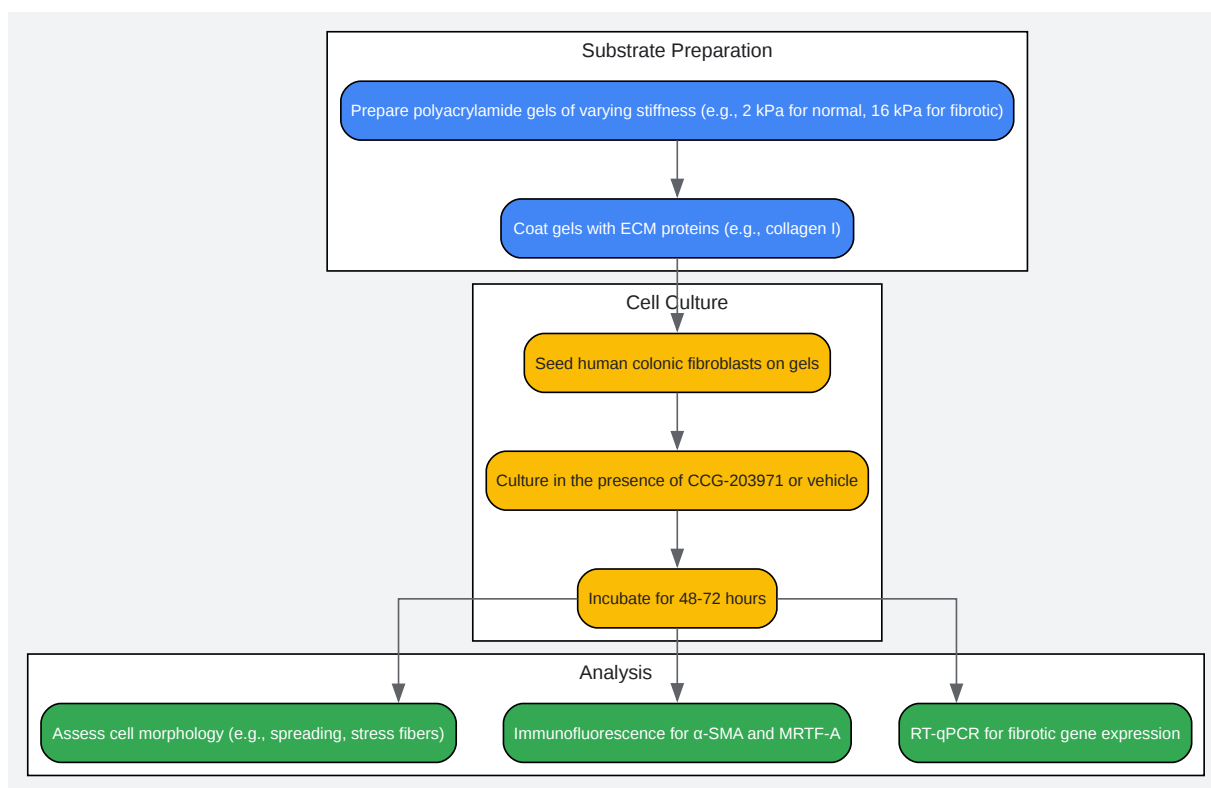 Substrate Preparation
Prepare polyacrylamide gels of varying stiffness (e.g., 2 kPa for normal, 16 kPa for fibrotic)
Coat gels with ECM proteins (e.g., collagen I)
Cell Culture
Seed human colonic fibroblasts on gels
Culture in the presence of CCG-203971 or vehicle
Incubate for 48-72 hours
Analysis
Assess cell morphology (e.g., spreading, stress fibers)
Immunofluorescence for α-SMA and MRTF-A
RT-qPCR for fibrotic gene expression